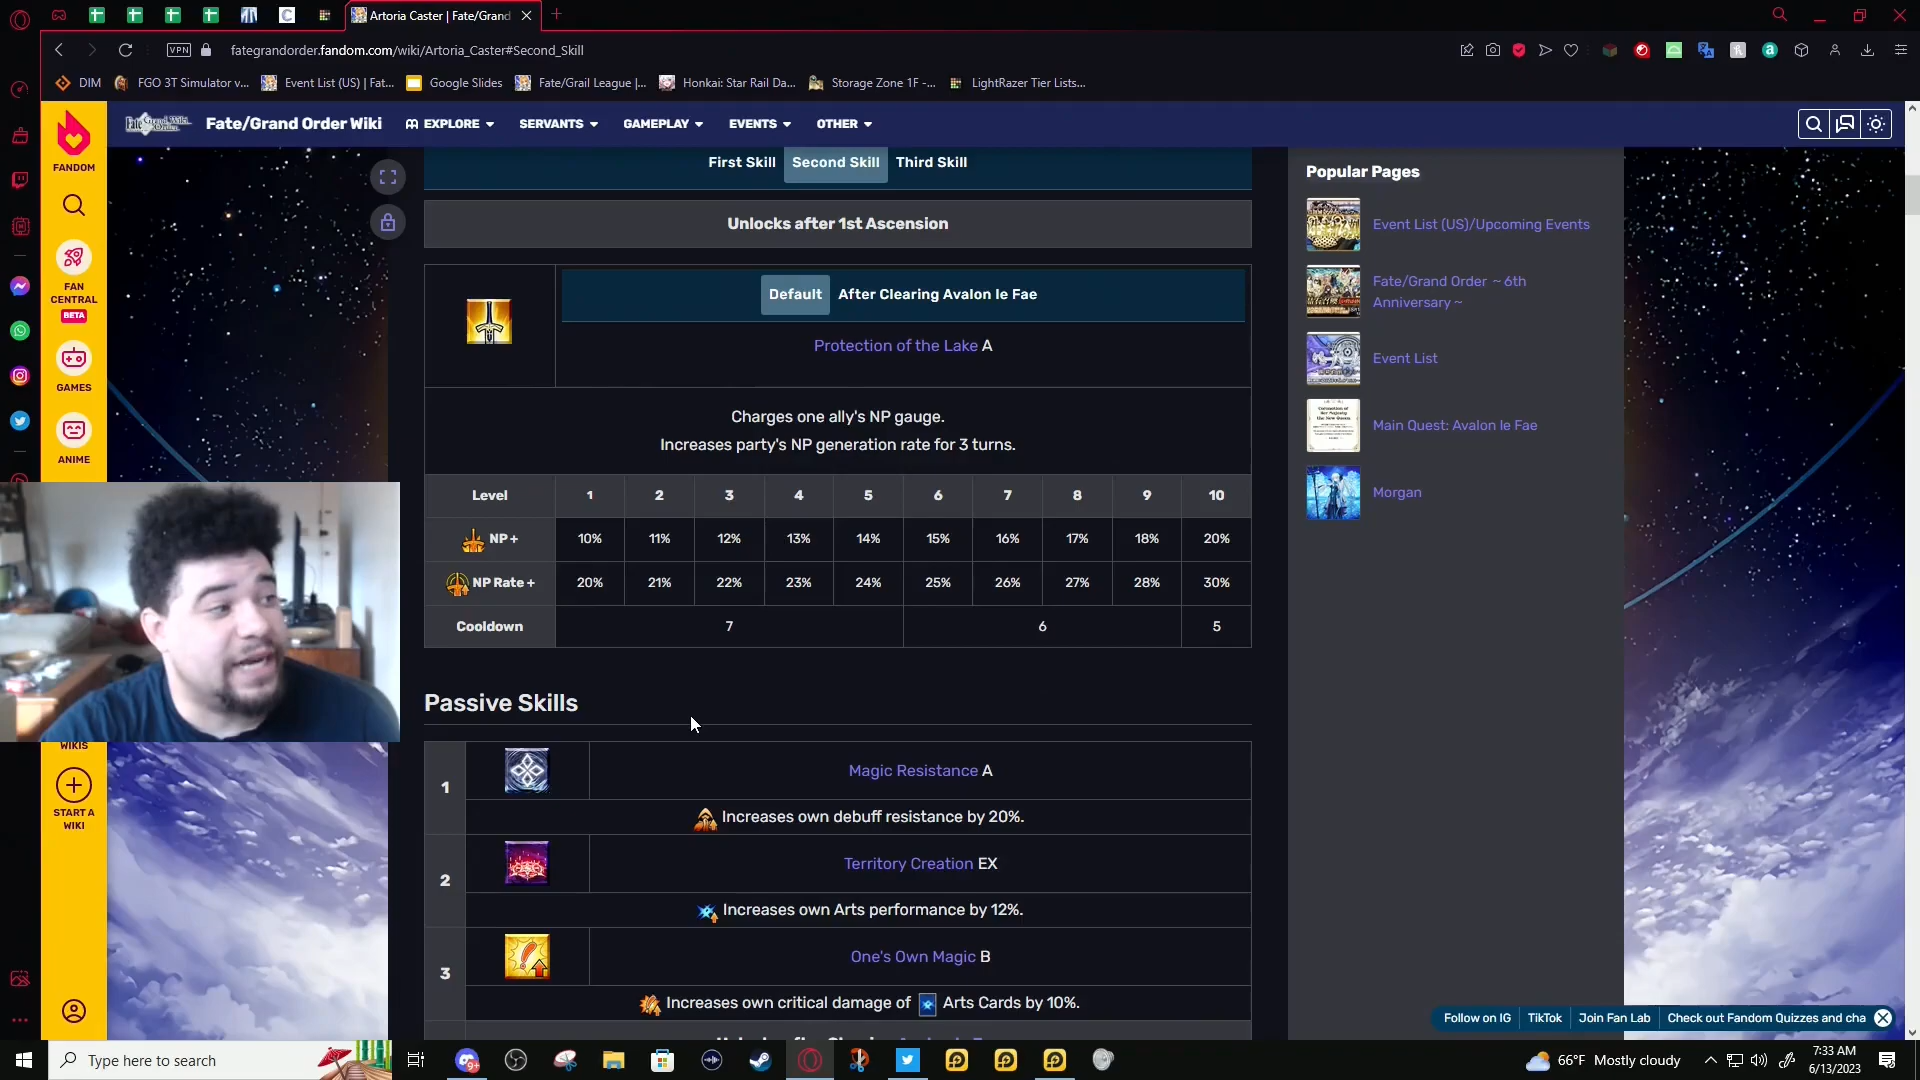 Artoria Caster | Fate/Grand
fategrandorder.fandom.com/wiki/Artoria_Caster#Second_Skill
VPN
DIM
FGO 3T Simulator v...
Event List (US) | Fat...
Google Slides
Fate/Grail League |...
Honkai: Star Rail Da...
Storage Zone 1F -...
LightRazer Tier Lists...
Fate/Grand Order Wiki
EXPLORE
SERVANTS
GAMEPLAY
EVENTS
OTHER
FANDOM
FAN CENTRAL
BETA
GAMES
ANIME
WIKIS
START A WIKI
First Skill Second Skill Third Skill
Unlocks after 1st Ascension
Default After Clearing Avalon le Fae
Protection of the Lake A
Charges one ally's NP gauge.
Increases party's NP generation rate for 3 turns.
Level 1 2 3 4 5 6 7 8 9 10
NP + 10% 11% 12% 13% 14% 15% 16% 17% 18% 20%
NP Rate + 20% 21% 22% 23% 24% 25% 26% 27% 28% 30%
Cooldown 7 6 5
Passive Skills
1 Magic Resistance A
Increases own debuff resistance by 20%.
2 Territory Creation EX
Increases own Arts performance by 12%.
3 One's Own Magic B
Increases own critical damage of Arts Cards by 10%.
Popular Pages
Event List (US)/Upcoming Events
Fate/Grand Order ~6th
Anniversary ~
Event List
Main Quest: Avalon le Fae
Morgan
Follow on IG
TikTok
Join Fan Lab
Check out Fandom Quizzes and cha
Type here to search
66°F Mostly cloudy
7:33 AM
6/13/2023